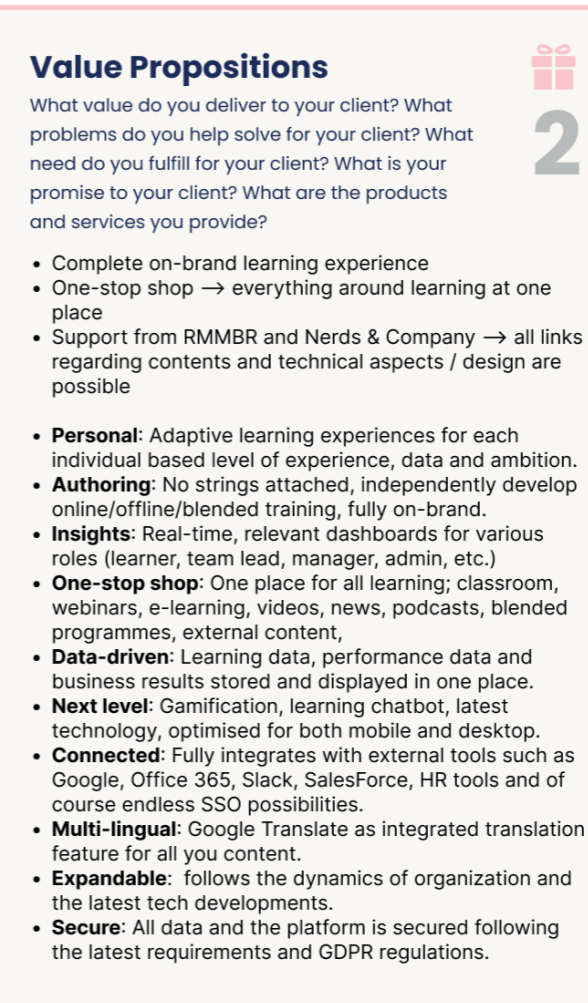 Value Propositions
2
What value do you deliver to your client? What
problems do you help solve for your client? What
need do you fulfill for your client? What is your
promise to your client? What are the products
and services you provide?
• Complete on-brand learning experience
• One-stop shop → everything around learning at one
place
• Support from RMMBR and Nerds & Company → all links
regarding contents and technical aspects / design are
possible
• Personal: Adaptive learning experiences for each
individual based level of experience, data and ambition.
• Authoring: No strings attached, independently develop
online/offline/blended training, fully on-brand.
• Insights: Real-time, relevant dashboards for various
roles (learner, team lead, manager, admin, etc.)
• One-stop shop: One place for all learning; classroom,
webinars, e-learning, videos, news, podcasts, blended
programmes, external content,
• Data-driven: Learning data, performance data and
business results stored and displayed in one place.
• Next level: Gamification, learning chatbot, latest
technology, optimised for both mobile and desktop.
• Connected: Fully integrates with external tools such as
Google, Office 365, Slack, SalesForce, HR tools and of
course endless SSO possibilities.
• Multi-lingual: Google Translate as integrated translation
feature for all you content.
• Expandable:  follows the dynamics of organization and
the latest tech developments.
• Secure: All data and the platform is secured following
the latest requirements and GDPR regulations.